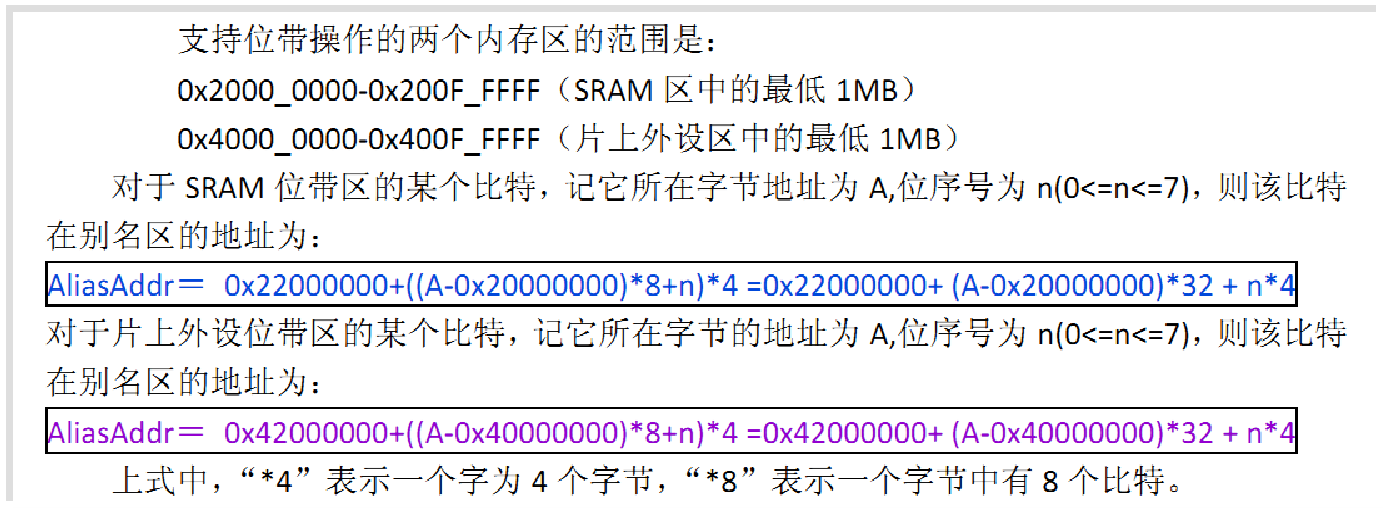 支持位带操作的两个内存区的范围是：
0x2000_0000-0x200F_FFFF（SRAM 区中的最低 1MB）
0x4000_0000-0x400F_FFFF（片上外设区中的最低 1MB）
对于 SRAM 位带区的某个比特，记它所在字节地址为 A,位序号为 n(0<=n<=7)，则该比特
在别名区的地址为：
AliasAddr＝ 0x22000000+((A-0x20000000)*8+n)*4 =0x22000000+ (A-0x20000000)*32 + n*4
对于片上外设位带区的某个比特，记它所在字节的地址为 A,位序号为 n(0<=n<=7)，则该比特
在别名区的地址为：
AliasAddr＝ 0x42000000+((A-0x40000000)*8+n)*4 =0x42000000+ (A-0x40000000)*32 + n*4
上式中，“*4”表示一个字为 4 个字节，“*8”表示一个字节中有 8 个比特。